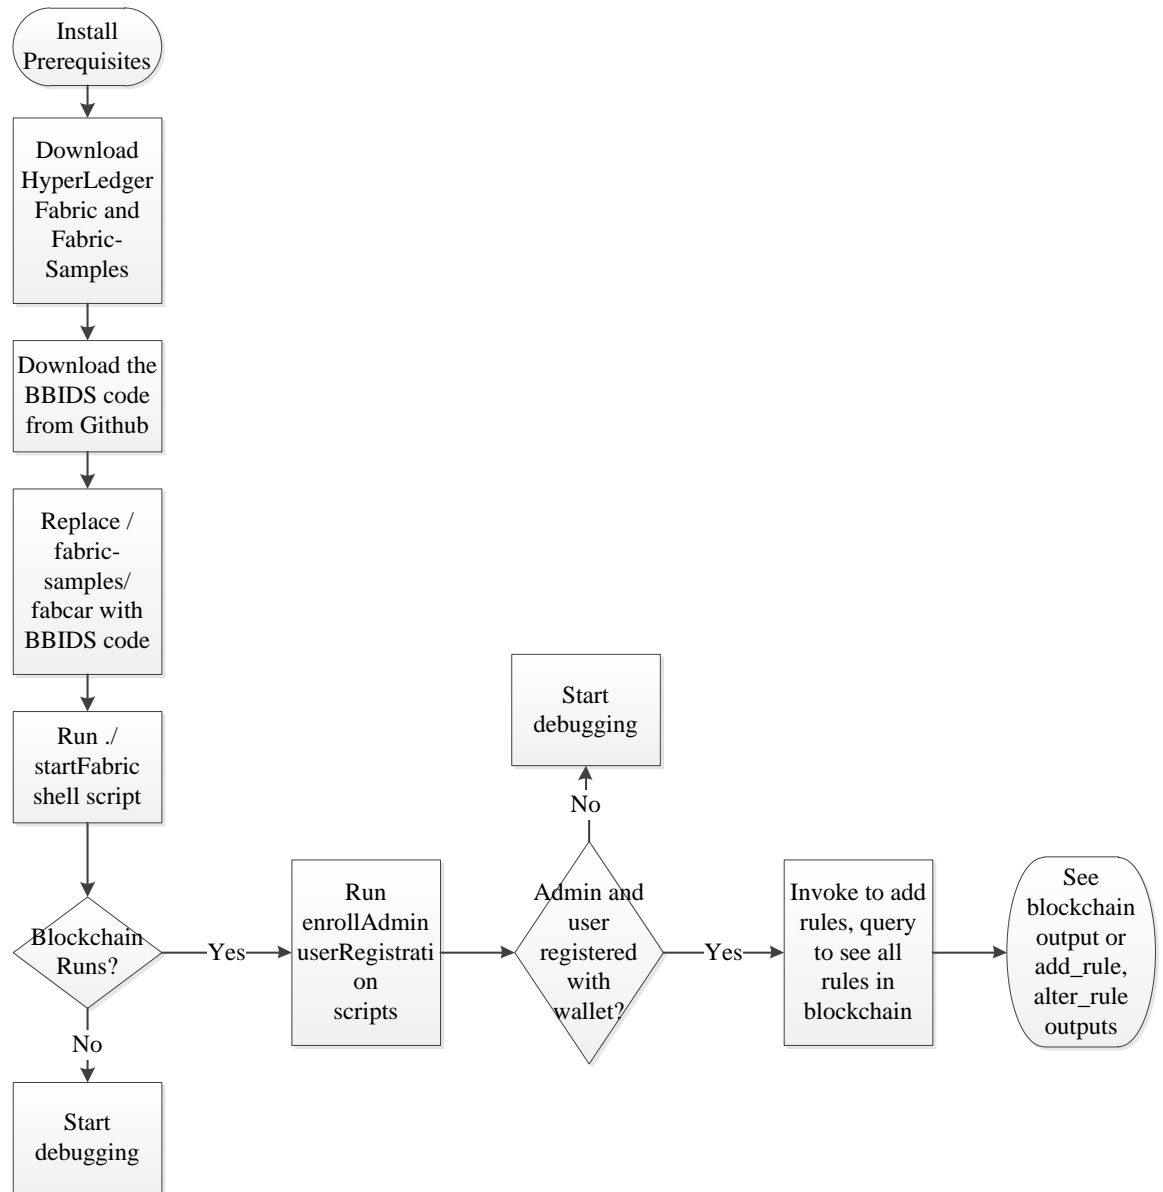 Install
Prerequisites
Download
HyperLedger
Fabric and
Fabric-
Samples
Download the
BBIDS code
from Github
Replace /
fabric-
samples/
fabcar with
BBIDS code
Run ./
startFabric
shell script
Blockchain
Runs?
Yes
No
Start
debugging
Run
enrollAdmin
userRegistrati
on
scripts
Admin and
user
registered
with
wallet?
No
Start
debugging
Yes
Invoke to add
rules, query
to see all
rules in
blockchain
See
blockchain
output or
add_rule,
alter_rule
outputs